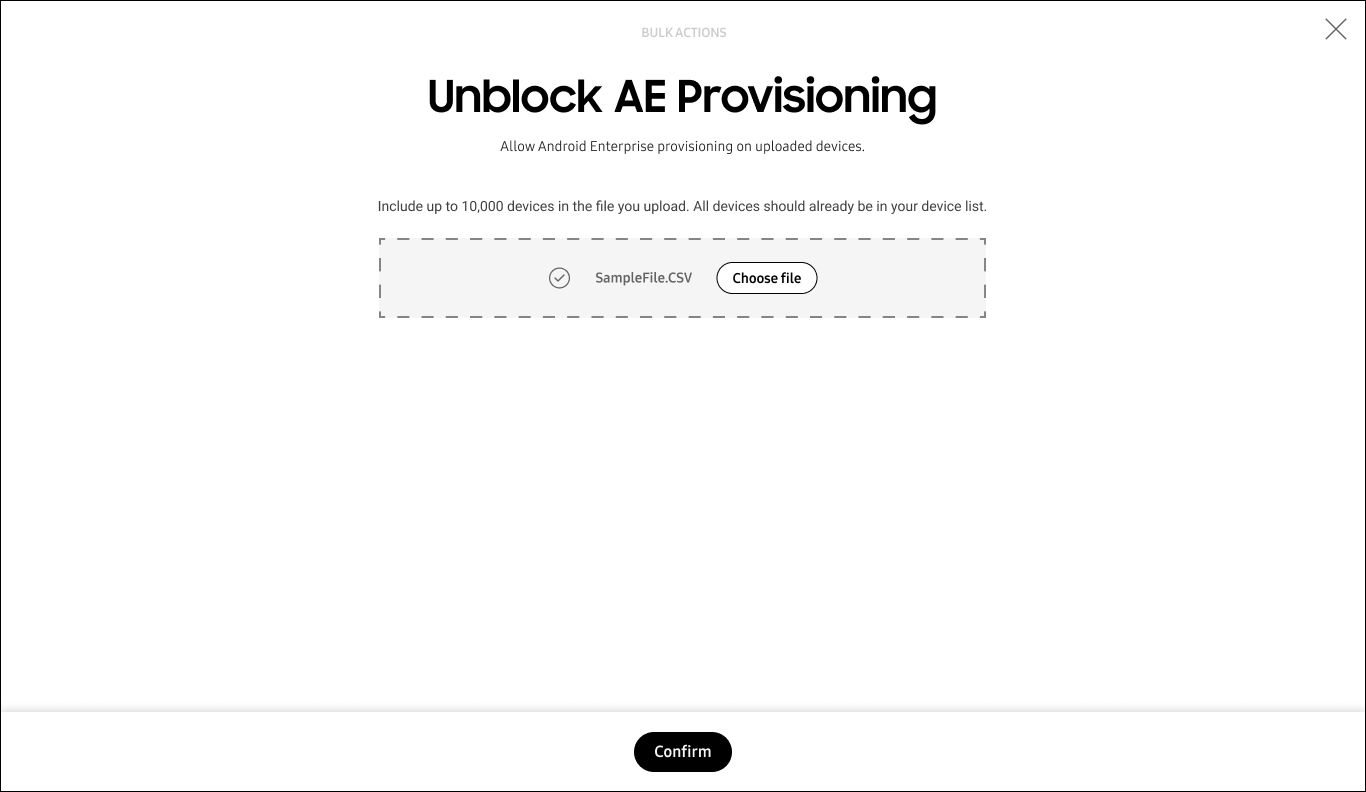 BULK ACTIONS
Unblock AE Provisioning
Allow Android Enterprise provisioning on uploaded devices.
Include up to 10,000 devices in the file you upload. All devices should already be in your device list.
SampleFile.CSV Choose file
Confirm